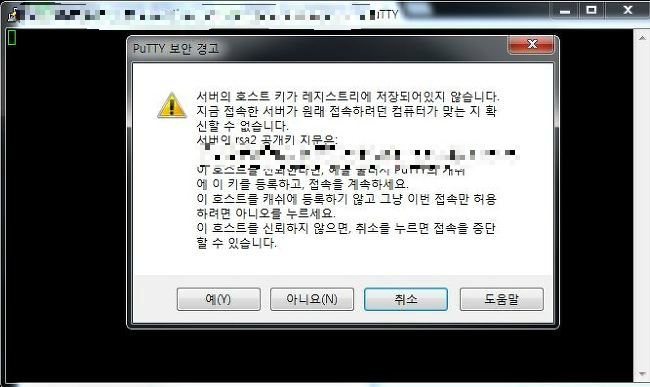 PuTTY
PuTTY 보안 경고
서버의 호스트 키가 레지스트리에 저장되어있지 않습니다.
지금 접속한 서버가 원래 접속하려던 컴퓨터가 맞는 지 확
신할 수 없습니다.
서버의 rsa2 공개키 지문은:
이 호스트를 신뢰한다면, 예를 눌러서 PuTTY의 캐쉬
에 이 키를 등록하고, 접속을 계속하세요.
이 호스트를 캐쉬에 등록하기 않고 그냥 이번 접속만 허용
하려면 아니오를 누르세요.
이 호스트를 신뢰하지 않으면, 취소를 누르면 접속을 중단
할 수 있습니다.
예(Y) 아니요(N) 취소 도움말